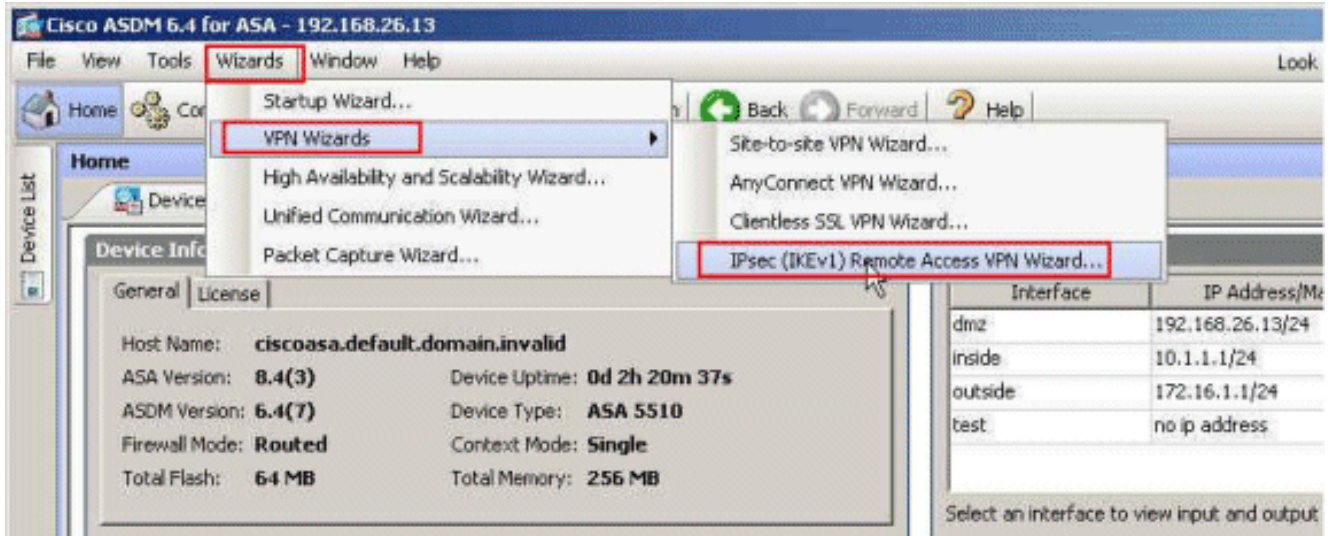 Cisco ASDM 6.4 for ASA - 192.168.26.13
File View Tools Wizards Window Help Look
Home Back Forward Help
Startup Wizard...
VPN Wizards
High Availability and Scalability Wizard...
Unified Communication Wizard...
Packet Capture Wizard...
Site-to-site VPN Wizard...
AnyConnect VPN Wizard...
Clientless SSL VPN Wizard...
IPsec (IKEv1) Remote Access VPN Wizard...
Device List
Home
Device
Device Info
General License
Host Name: ciscoasa.default.domain.invalid
ASA Version: 8.4(3) Device Uptime: 0d 2h 20m 37s
ASDM Version: 6.4(7) Device Type: ASA 5510
Firewall Mode: Routed Context Mode: Single
Total Flash: 64 MB Total Memory: 256 MB
Interface IP Address/Ma
dmz 192.168.26.13/24
inside 10.1.1.1/24
outside 172.16.1.1/24
test no ip address
Select an interface to view input and output